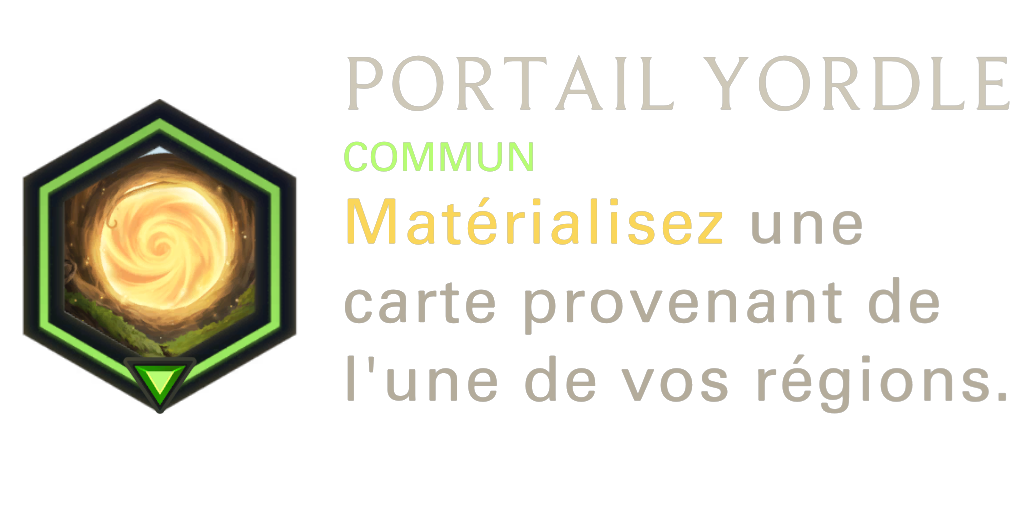 PORTAIL YORDLE
COMMUN
Matérialisez une
carte provenant de
l'une de vos régions.